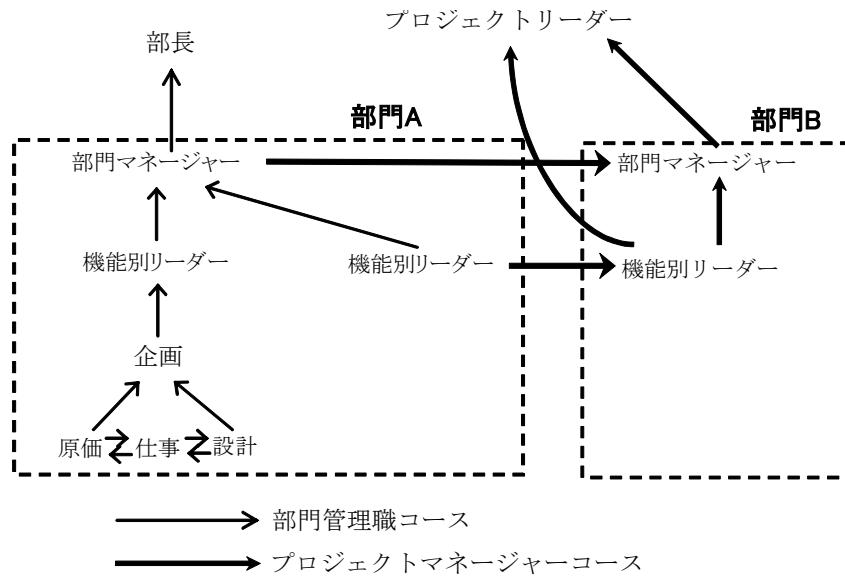 プロジェクトリーダー
部長
部門A
部門B
部門マネージャー
部門マネージャー
機能別リーダー
機能別リーダー
機能別リーダー
企画
原価
仕事
設計
部門管理職コース
プロジェクトマネージャーコース